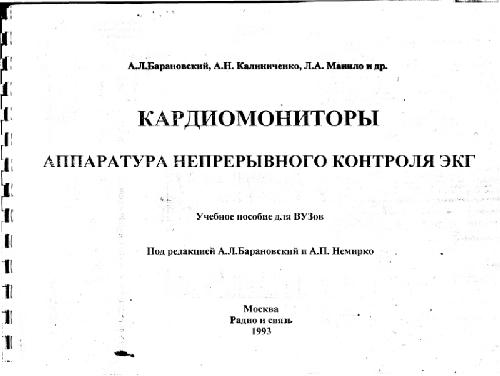 А.Л.Барановский, А.Н. Калиниченко, Л.А. Манило и др.
КАРДИОМОНИТОРЫ
АППАРАТУРА НЕПРЕРЫВНОГО КОНТРОЛЯ ЭКГ
Учебное пособие для ВУЗов
Под редакцией А.Л.Барановский и А.П. Немирко
Москва
Радио и связь
1993